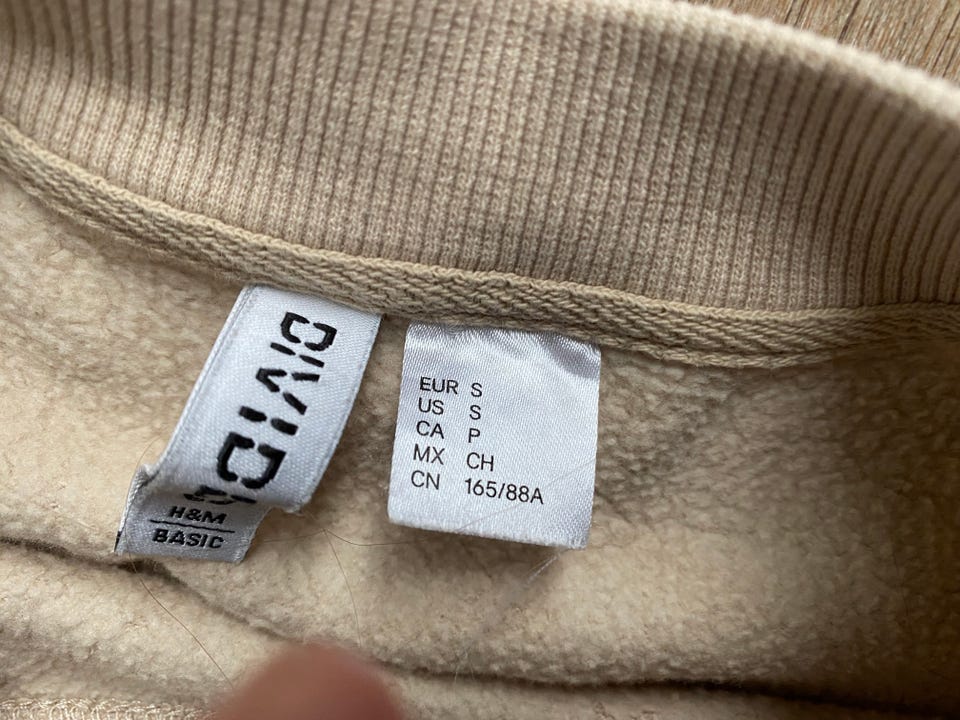 DIVIDED
H&M
BASIC
EUR S
US S
CA P
MX CH
CN 165/88A